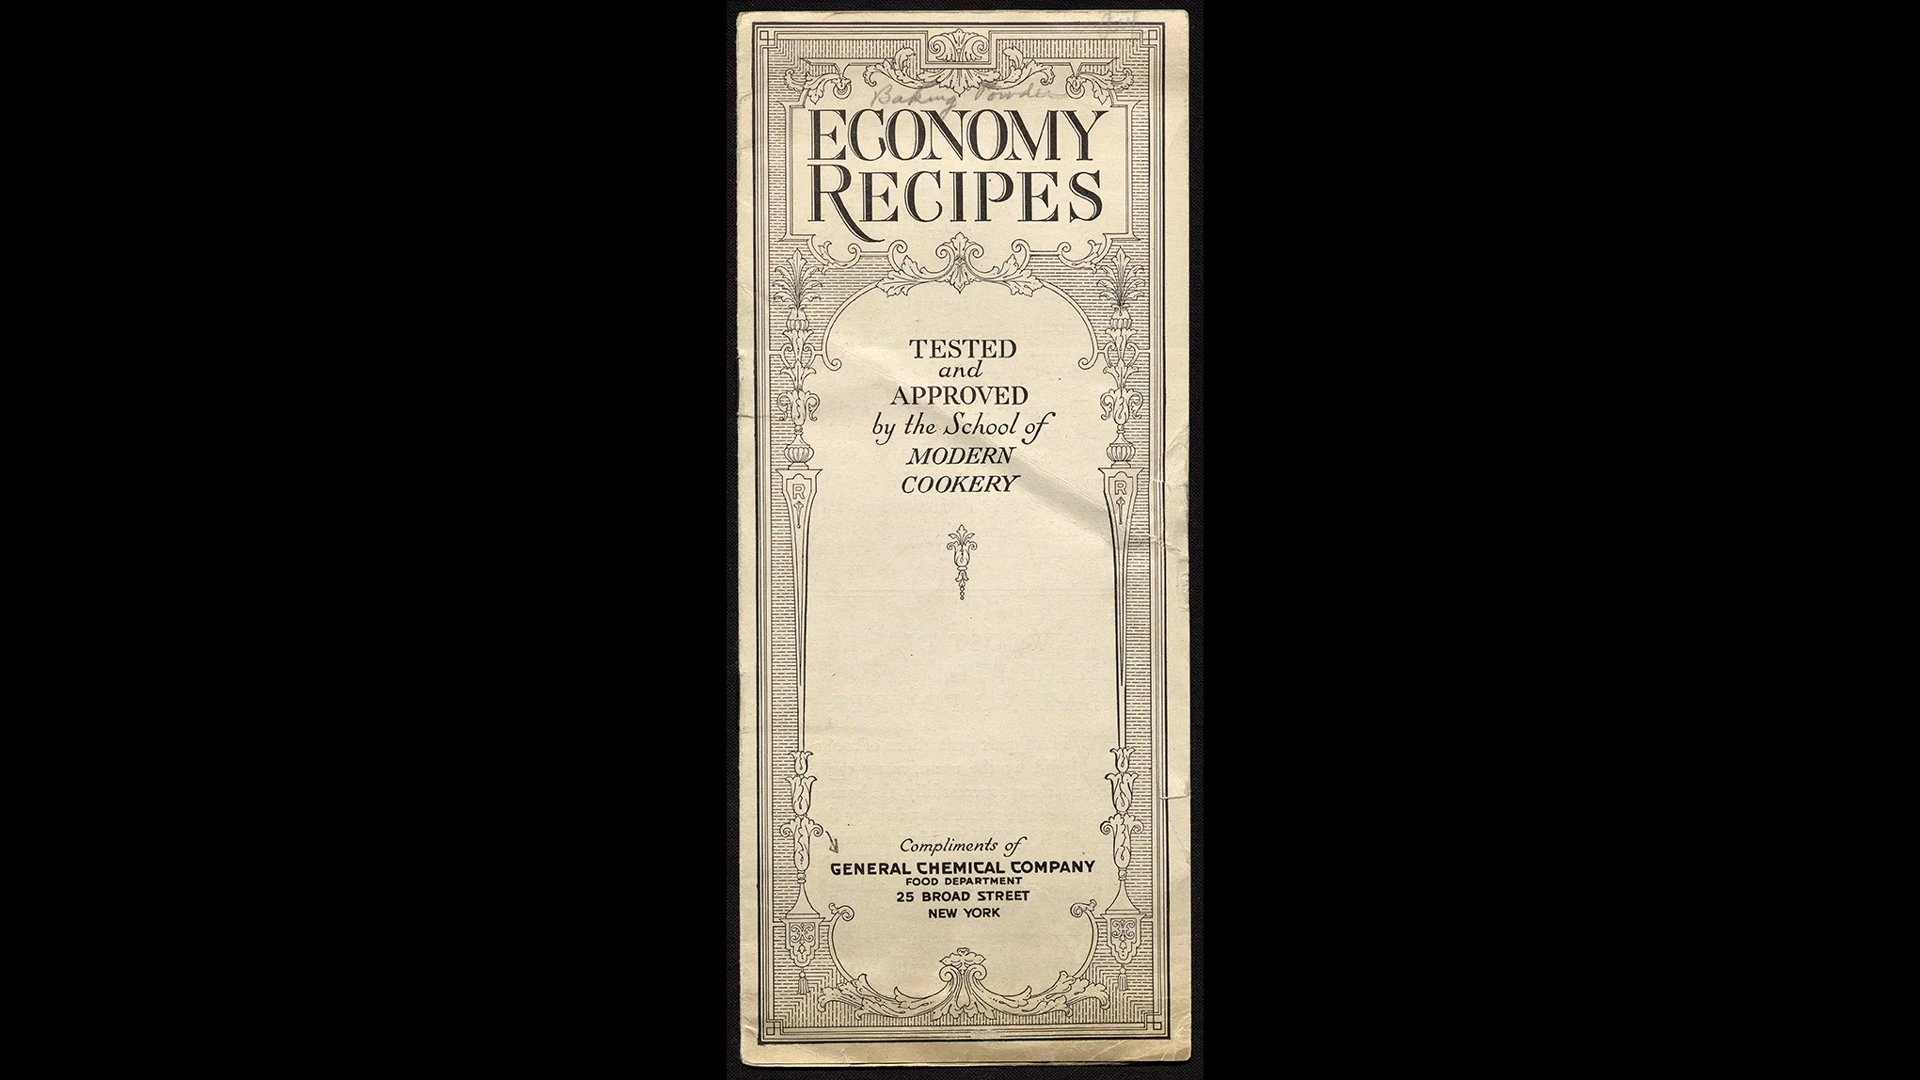 Baking Powder
ECONOMY
RECIPES
TESTED
and
APPROVED
by the School of
MODERN
COOKERY
R
R
Compliments of
GENERAL CHEMICAL COMPANY
FOOD DEPARTMENT
25 BROAD STREET
NEW YORK